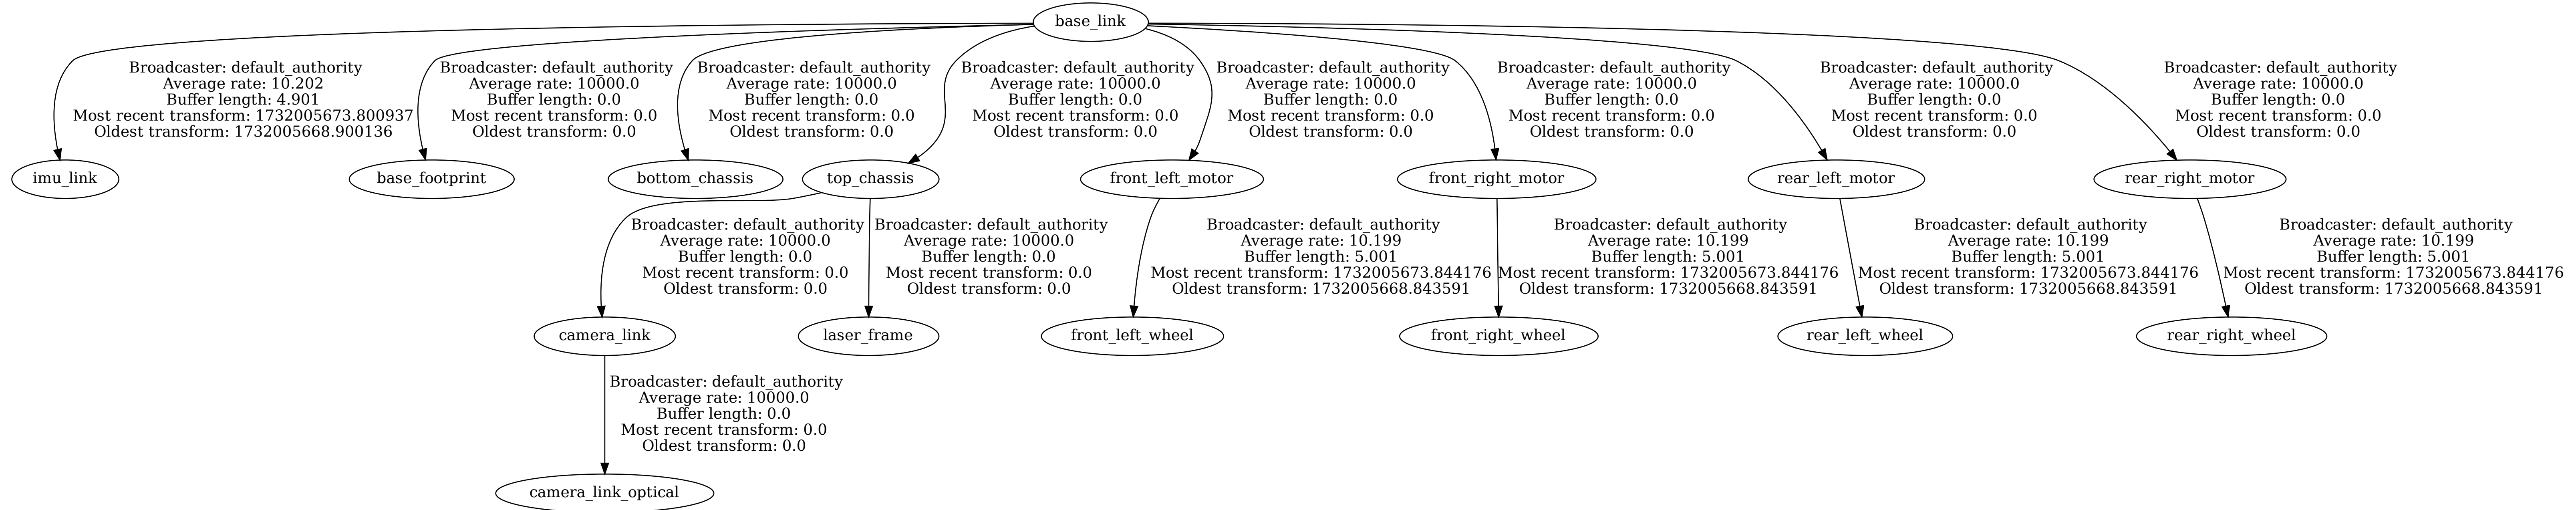 base_link
Broadcaster: default_authority
Average rate: 10.202
Buffer length: 4.901
Most recent transform: 1732005673.800937
Oldest transform: 1732005668.900136
Broadcaster: default_authority
Average rate: 10000.0
Buffer length: 0.0
Most recent transform: 0.0
Oldest transform: 0.0
Broadcaster: default_authority
Average rate: 10000.0
Buffer length: 0.0
Most recent transform: 0.0
Oldest transform: 0.0
Broadcaster: default_authority
Average rate: 10000.0
Buffer length: 0.0
Most recent transform: 0.0
Oldest transform: 0.0
Broadcaster: default_authority
Average rate: 10000.0
Buffer length: 0.0
Most recent transform: 0.0
Oldest transform: 0.0
Broadcaster: default_authority
Average rate: 10000.0
Buffer length: 0.0
Most recent transform: 0.0
Oldest transform: 0.0
Broadcaster: default_authority
Average rate: 10000.0
Buffer length: 0.0
Most recent transform: 0.0
Oldest transform: 0.0
Broadcaster: default_authority
Average rate: 10000.0
Buffer length: 0.0
Most recent transform: 0.0
Oldest transform: 0.0
imu_link
base_footprint
bottom_chassis
top_chassis
front_left_motor
front_right_motor
rear_left_motor
rear_right_motor
Broadcaster: default_authority
Average rate: 10000.0
Buffer length: 0.0
Most recent transform: 0.0
Oldest transform: 0.0
Broadcaster: default_authority
Average rate: 10000.0
Buffer length: 0.0
Most recent transform: 0.0
Oldest transform: 0.0
Broadcaster: default_authority
Average rate: 10.199
Buffer length: 5.001
Most recent transform: 1732005673.844176
Oldest transform: 1732005668.843591
Broadcaster: default_authority
Average rate: 10.199
Buffer length: 5.001
Most recent transform: 1732005673.844176
Oldest transform: 1732005668.843591
Broadcaster: default_authority
Average rate: 10.199
Buffer length: 5.001
Most recent transform: 1732005673.844176
Oldest transform: 1732005668.843591
Broadcaster: default_authority
Average rate: 10.199
Buffer length: 5.001
Most recent transform: 1732005673.844176
Oldest transform: 1732005668.843591
camera_link
laser_frame
front_left_wheel
front_right_wheel
rear_left_wheel
rear_right_wheel
Broadcaster: default_authority
Average rate: 10000.0
Buffer length: 0.0
Most recent transform: 0.0
Oldest transform: 0.0
camera_link_optical